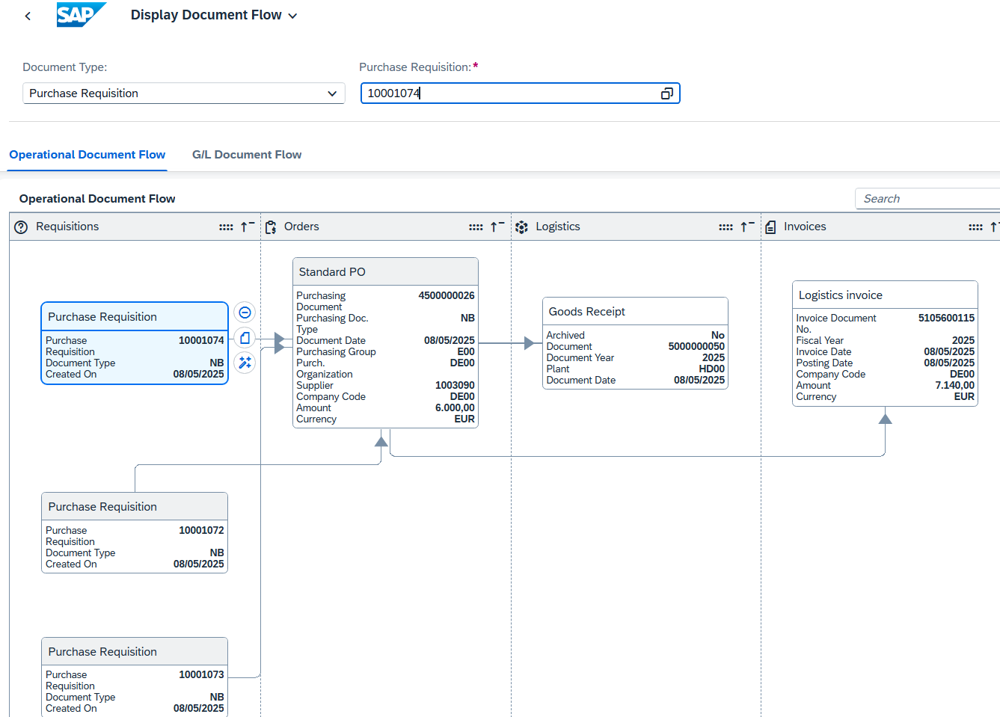 SAP Display Document Flow
Document Type:
Purchase Requisition:*
Purchase Requisition
10001074
Operational Document Flow
G/L Document Flow
Operational Document Flow
Search
Requisitions
Orders
Logistics
Invoices
Purchase Requisition
Purchase 10001074
Requisition
Document Type NB
Created On 08/05/2025
Purchase Requisition
Purchase 10001072
Requisition
Document Type NB
Created On 08/05/2025
Purchase Requisition
Purchase 10001073
Requisition
Document Type NB
Created On 08/05/2025
Standard PO
Purchasing 4500000026
Document
Purchasing Doc. NB
Type
Document Date 08/05/2025
Purchasing Group E00
Purch. DE00
Organization
Supplier 1003090
Company Code DE00
Amount 6.000,00
Currency EUR
Goods Receipt
Archived No
Document 5000000050
Document Year 2025
Plant HD00
Document Date 08/05/2025
Logistics invoice
Invoice Document 5105600115
No.
Fiscal Year 2025
Invoice Date 08/05/2025
Posting Date 08/05/2025
Company Code DE00
Amount 7.140,00
Currency EUR